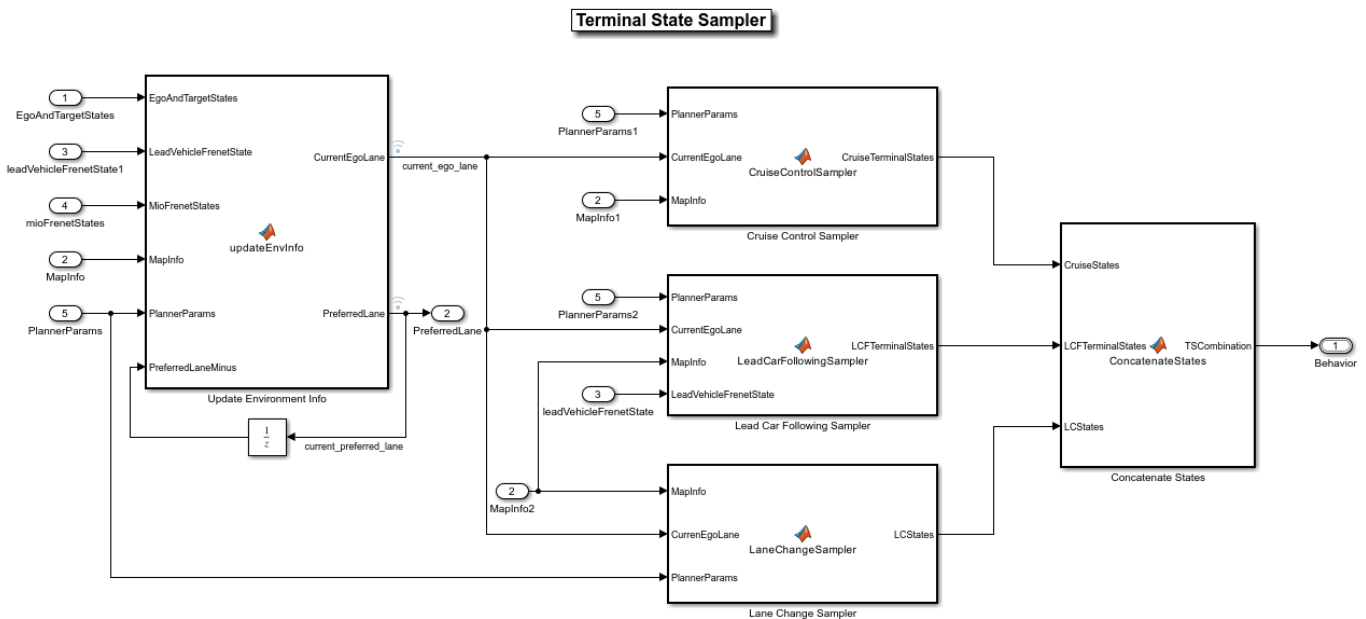 Terminal State Sampler
1
EgoAndTargetStates
3
leadVehicleFrenetState1
4
mioFrenetStates
2
MapInfo
5
PlannerParams
EgoAndTargetStates
LeadVehicleFrenetState
MioFrenetStates
MapInfo
PlannerParams
PreferredLaneMinus
updateEnvInfo
CurrentEgoLane
PreferredLane
Update Environment Info
current_ego_lane
2
PreferredLane
1
z
current_preferred_lane
5
PlannerParams1
2
MapInfo1
PlannerParams
CurrentEgoLane
MapInfo
CruiseControlSampler
CruiseTerminalStates
Cruise Control Sampler
5
PlannerParams2
3
leadVehicleFrenetState
PlannerParams
CurrentEgoLane
MapInfo
LeadVehicleFrenetState
LeadCarFollowingSampler
LCFTerminalStates
Lead Car Following Sampler
2
MapInfo2
MapInfo
CurrenEgoLane
PlannerParams
LaneChangeSampler
LCStates
Lane Change Sampler
CruiseStates
LCFTerminalStates
LCStates
ConcatenateStates
TSCombination
Concatenate States
1
Behavior